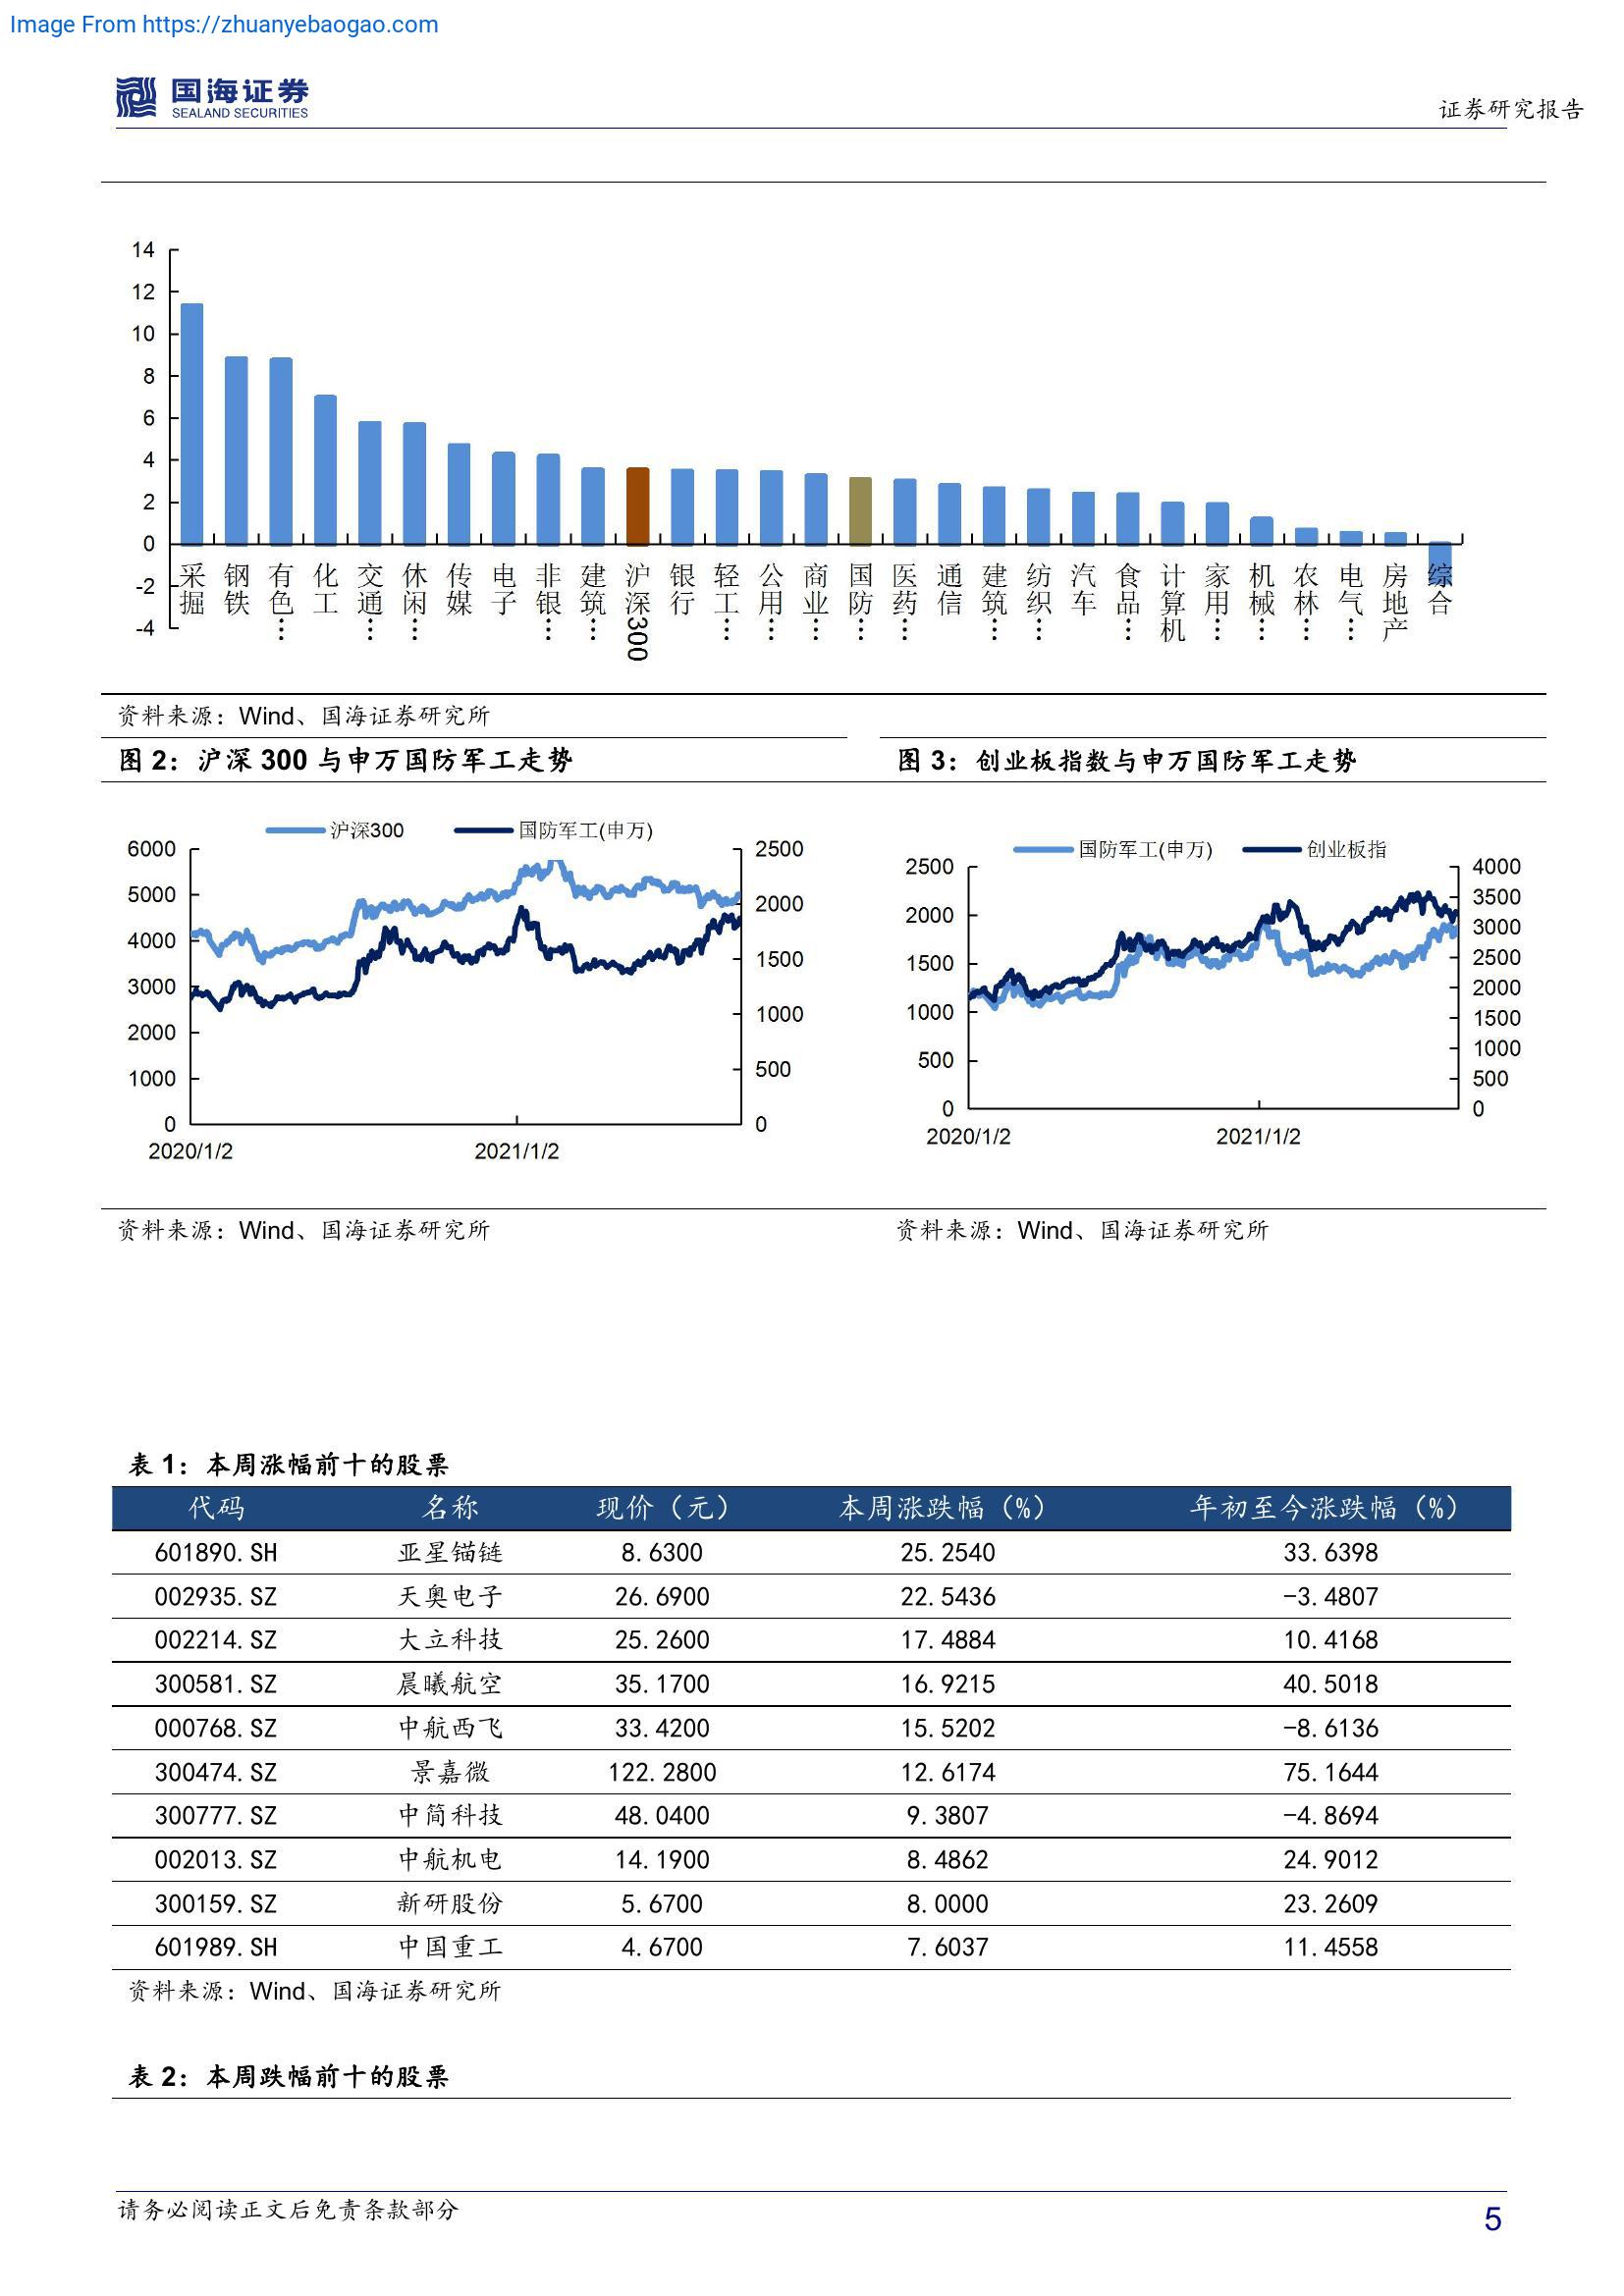 Image From https://zhuanyebaogao.com
国海证券
SEALAND SECURITIES
证券研究报告
14
12
10
8
6
4
2
0
-2
-4
采掘 钢铁 有色… 化工 交通… 休闲… 传媒 电子 非银… 建筑… 沪深300 银行 轻工… 公用… 商业… 国防… 医药… 通信 建筑… 纺织… 汽车 食品… 计算机 家用… 机械… 农林… 电气… 房地产 综合
资料来源：Wind、国海证券研究所
图 2：沪深 300 与申万国防军工走势
沪深300 国防军工(申万)
6000
5000
4000
3000
2000
1000
0
2500
2000
1500
1000
500
0
2020/1/2 2021/1/2
资料来源：Wind、国海证券研究所
图 3：创业板指数与申万国防军工走势
国防军工(申万) 创业板指
2500
2000
1500
1000
500
0
4000
3500
3000
2500
2000
1500
1000
500
0
2020/1/2 2021/1/2
资料来源：Wind、国海证券研究所
表 1：本周涨幅前十的股票
代码 名称 现价（元） 本周涨跌幅（%） 年初至今涨跌幅（%）
601890.SH 亚星锚链 8.6300 25.2540 33.6398
002935.SZ 天奥电子 26.6900 22.5436 -3.4807
002214.SZ 大立科技 25.2600 17.4884 10.4168
300581.SZ 晨曦航空 35.1700 16.9215 40.5018
000768.SZ 中航西飞 33.4200 15.5202 -8.6136
300474.SZ 景嘉微 122.2800 12.6174 75.1644
300777.SZ 中简科技 48.0400 9.3807 -4.8694
002013.SZ 中航机电 14.1900 8.4862 24.9012
300159.SZ 新研股份 5.6700 8.0000 23.2609
601989.SH 中国重工 4.6700 7.6037 11.4558
资料来源：Wind、国海证券研究所
表 2：本周跌幅前十的股票
请务必阅读正文后免责条款部分
5